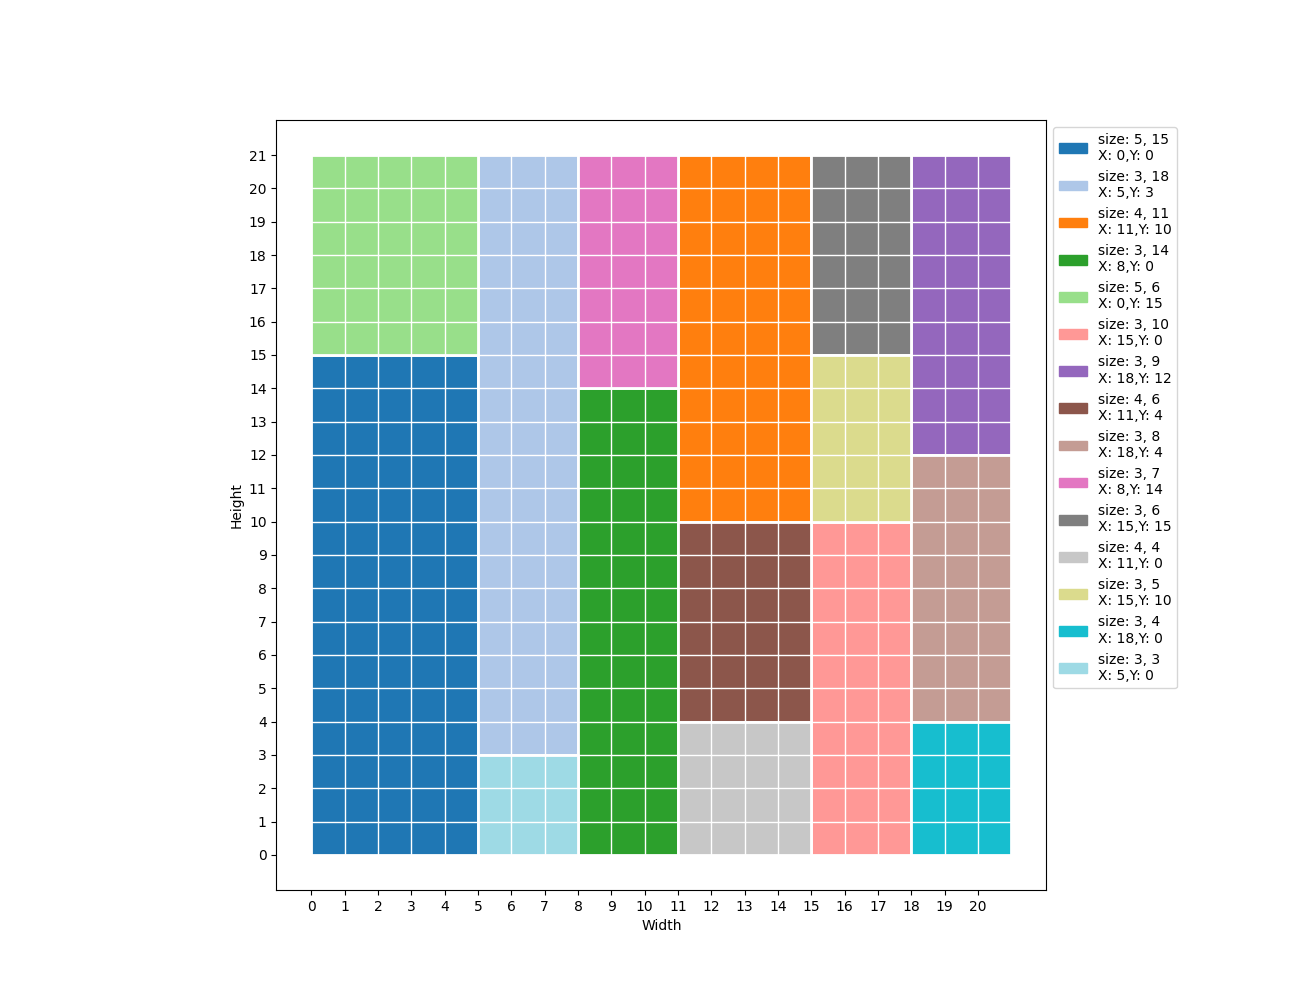 21
20
19
18
17
16
15
14
13
12
11
10
9
8
7
6
5
4
3
2
1
0
Height
0 1 2 3 4 5 6 7 8 9 10 11 12 13 14 15 16 17 18 19 20
Width
size: 5, 15
X: 0,Y: 0
size: 3, 18
X: 5,Y: 3
size: 4, 11
X: 11,Y: 10
size: 3, 14
X: 8,Y: 0
size: 5, 6
X: 0,Y: 15
size: 3, 10
X: 15,Y: 0
size: 3, 9
X: 18,Y: 12
size: 4, 6
X: 11,Y: 4
size: 3, 8
X: 18,Y: 4
size: 3, 7
X: 8,Y: 14
size: 3, 6
X: 15,Y: 15
size: 4, 4
X: 11,Y: 0
size: 3, 5
X: 15,Y: 10
size: 3, 4
X: 18,Y: 0
size: 3, 3
X: 5,Y: 0